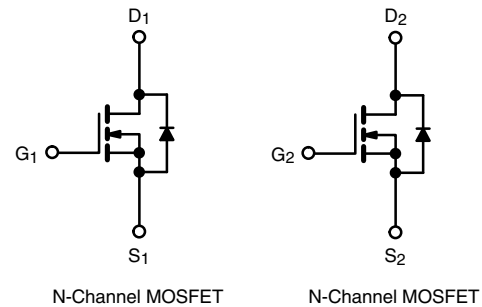 D1 D2
G1 G2
S1 S2
N-Channel MOSFET N-Channel MOSFET